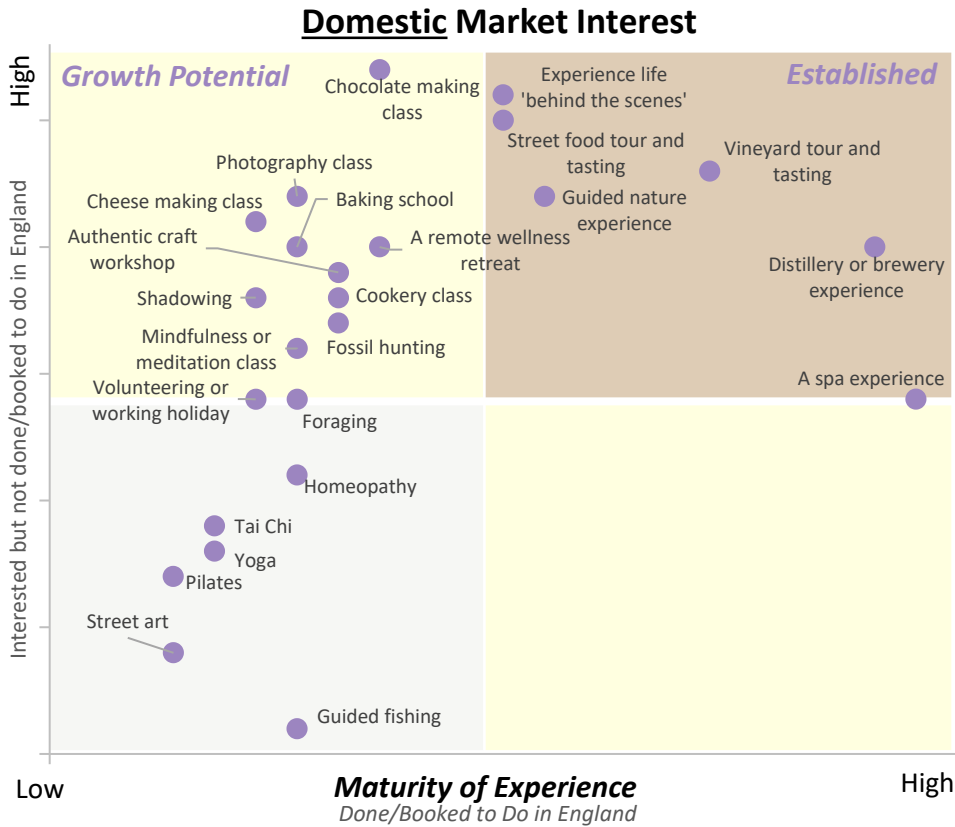 Domestic Market Interest
High
Growth Potential
Established
Chocolate making
class
Experience life
'behind the scenes'
Street food tour and
tasting
Vineyard tour and
tasting
Photography class
Cheese making class
Baking school
Guided nature
experience
Authentic craft
workshop
A remote wellness
retreat
Distillery or brewery
experience
Shadowing
Cookery class
Mindfulness or
meditation class
Fossil hunting
Volunteering or
working holiday
Foraging
A spa experience
Homeopathy
Tai Chi
Yoga
Pilates
Street art
Guided fishing
Interested but not done/booked to do in England
Low
Maturity of Experience
High
Done/Booked to Do in England